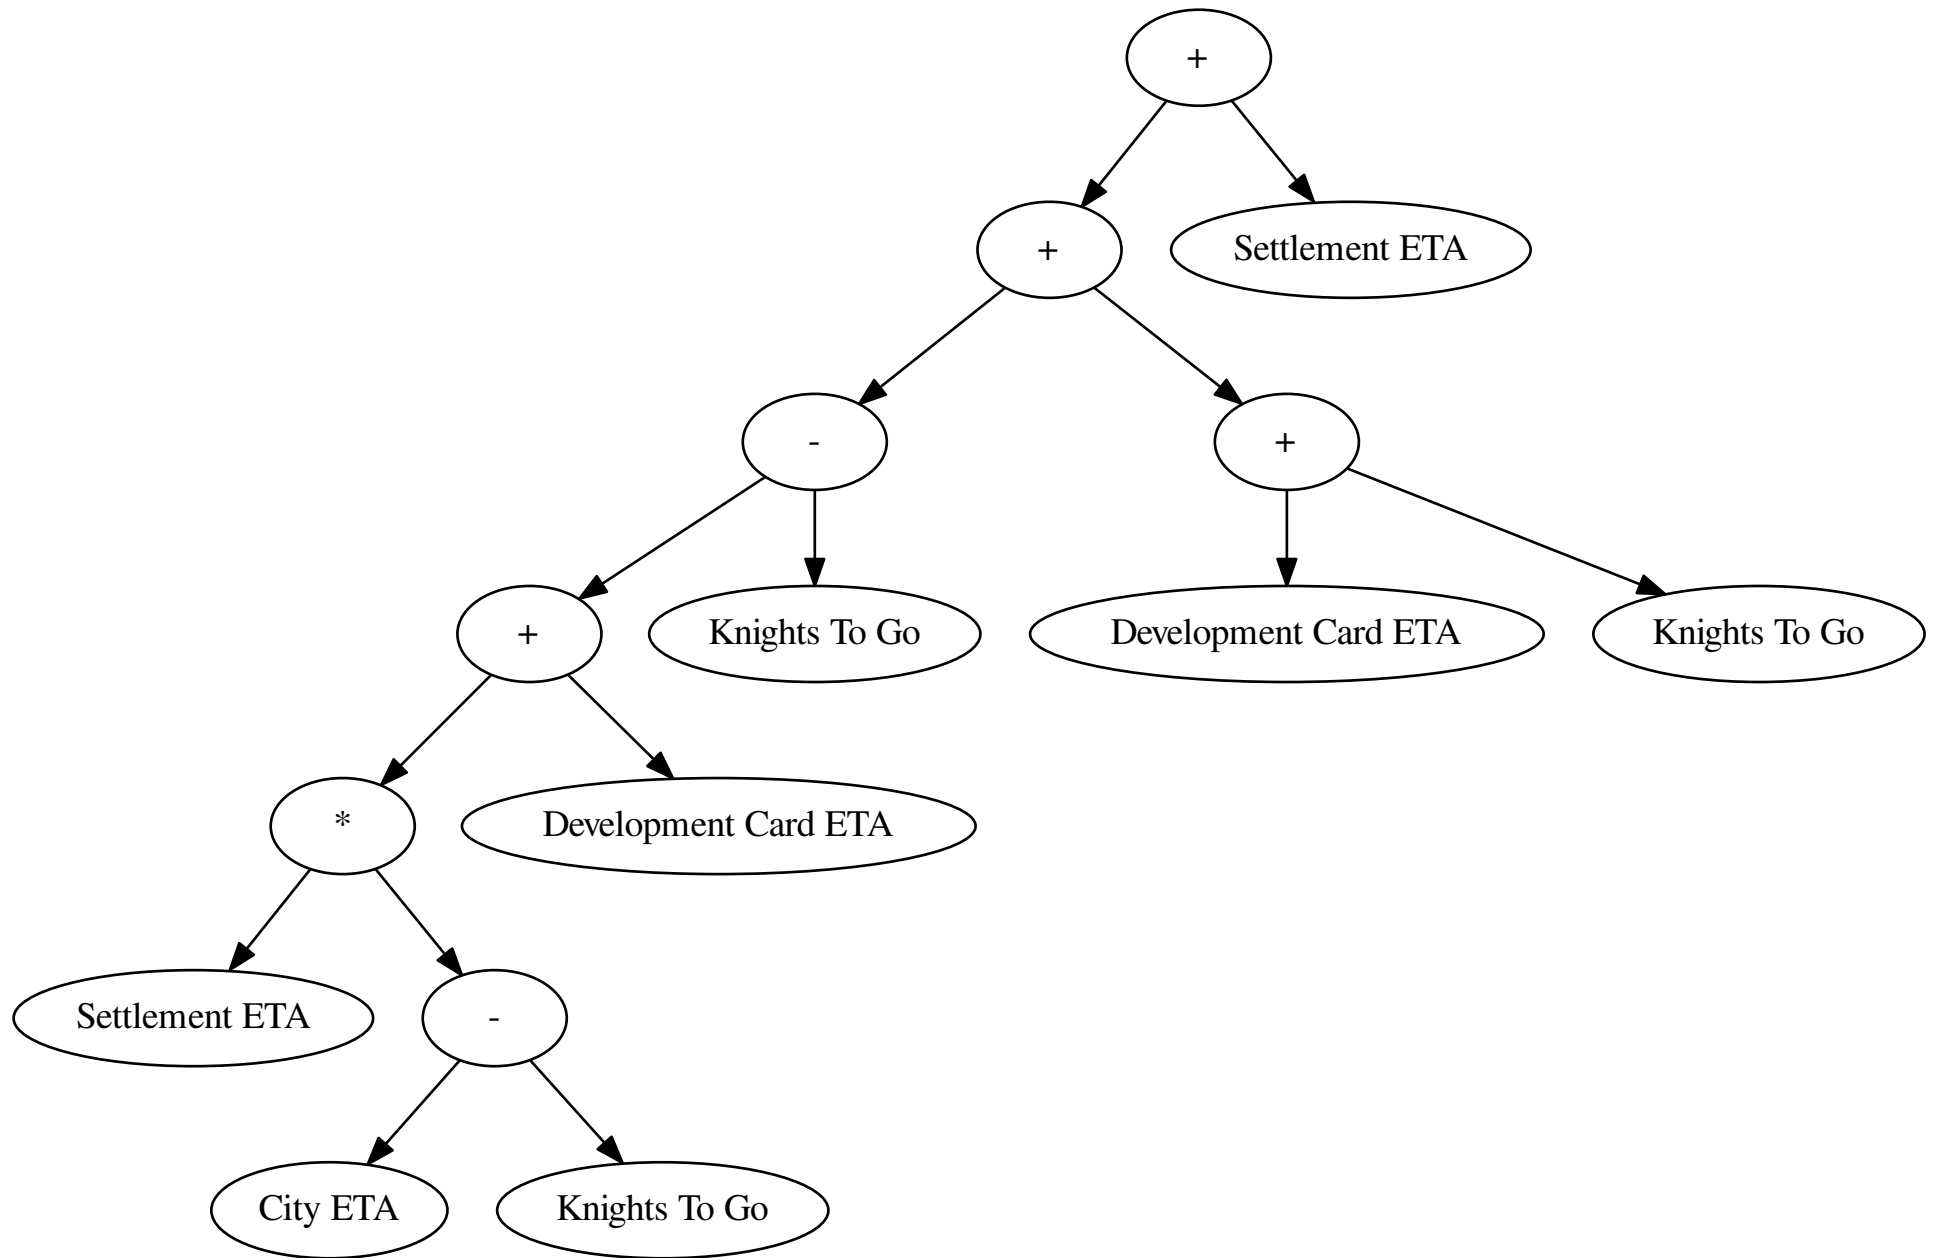 +
+
Settlement ETA
-
+
+
Knights To Go
Development Card ETA
Knights To Go
*
Development Card ETA
Settlement ETA
-
City ETA
Knights To Go